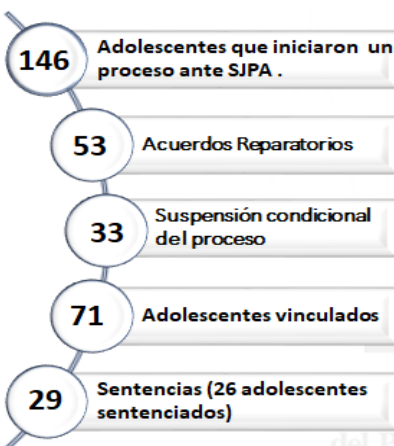 146
Adolescentes que iniciaron un
proceso ante SJPA .
53
Acuerdos Reparatorios
33
Suspensión condicional
del proceso
71
Adolescentes vinculados
29
Sentencias (26 adolescentes
sentenciados)